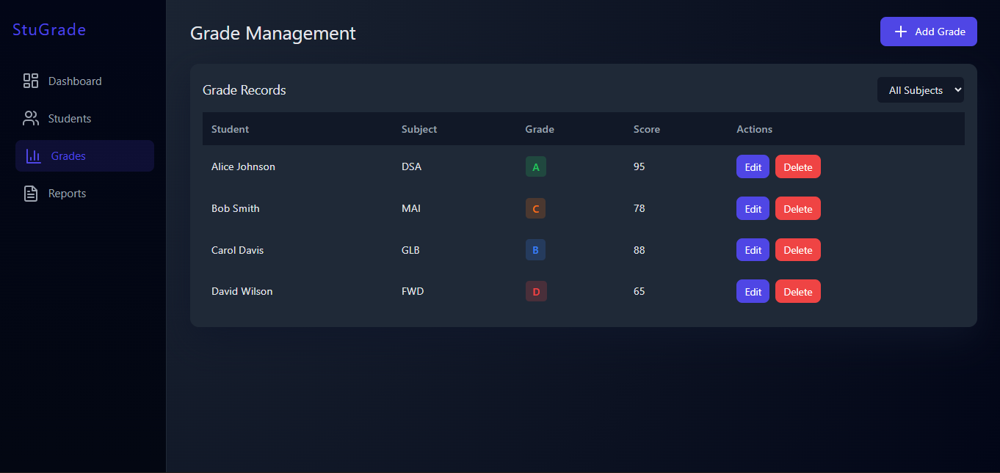 StuGrade
Dashboard
Students
Grades
Reports
Grade Management
Add Grade
Grade Records
All Subjects
Student Subject Grade Score Actions
Alice Johnson DSA A 95 Edit Delete
Bob Smith MAI C 78 Edit Delete
Carol Davis GLB B 88 Edit Delete
David Wilson FWD D 65 Edit Delete